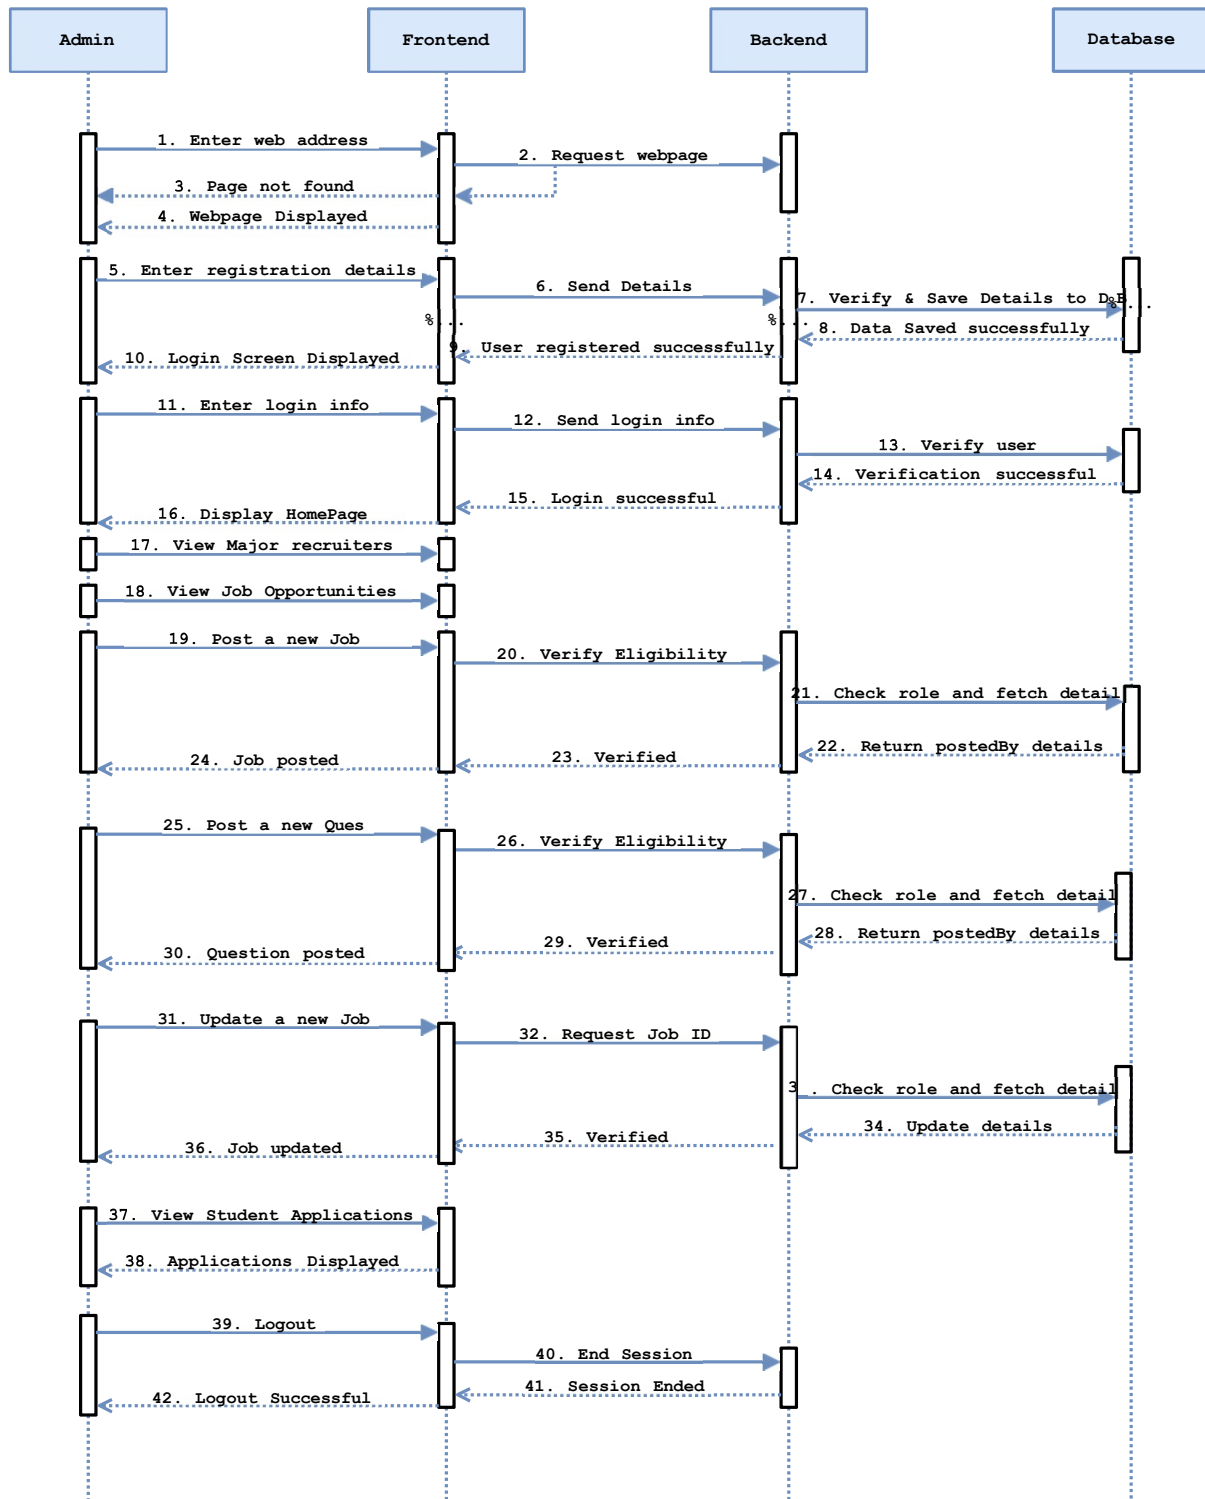 Admin
Frontend
Backend
Database
1. Enter web address
2. Request webpage
3. Page not found
4. Webpage Displayed
5. Enter registration details
6. Send Details
7. Verify & Save Details to DB
%...
%...
%...
8. Data Saved successfully
9. User registered successfully
10. Login Screen Displayed
11. Enter login info
12. Send login info
13. Verify user
14. Verification successful
15. Login successful
16. Display HomePage
17. View Major recruiters
18. View Job Opportunities
19. Post a new Job
20. Verify Eligibility
21. Check role and fetch detail
22. Return postedBy details
23. Verified
24. Job posted
25. Post a new Ques
26. Verify Eligibility
27. Check role and fetch detail
28. Return postedBy details
29. Verified
30. Question posted
31. Update a new Job
32. Request Job ID
3 . Check role and fetch detail
34. Update details
35. Verified
36. Job updated
37. View Student Applications
38. Applications Displayed
39. Logout
40. End Session
41. Session Ended
42. Logout Successful